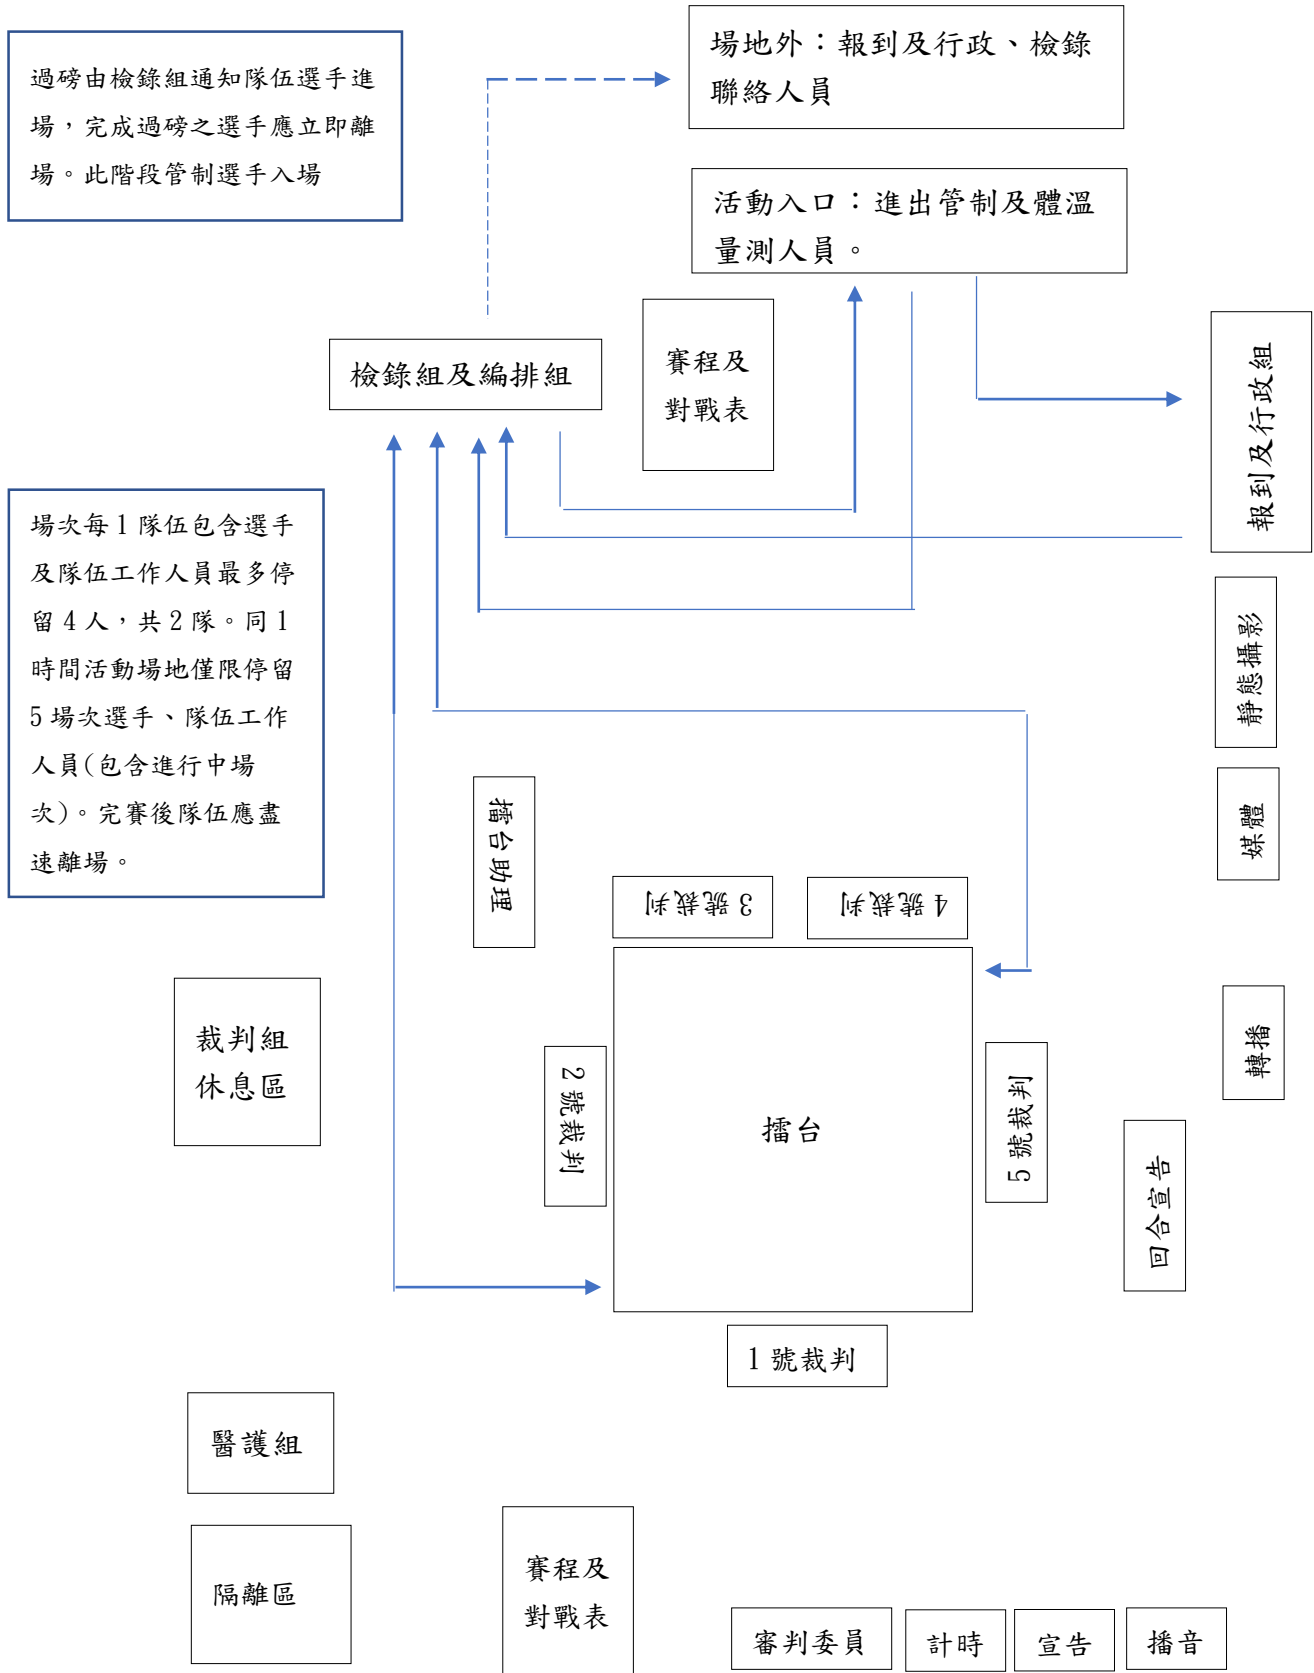 場地外：報到及行政、檢錄
聯絡人員
過磅由檢錄組通知隊伍選手進
場，完成過磅之選手應立即離
場。此階段管制選手入場
活動入口：進出管制及體溫
量測人員。
賽程及
對戰表
檢錄組及編排組
報到及行政組
場次每1隊伍包含選手
及隊伍工作人員最多停
留4人，共2隊。同1
時間活動場地僅限停留
5場次選手、隊伍工作
人員(包含進行中場
次)。完賽後隊伍應盡
速離場。
靜態攝影
媒體
擂台助理
3號裁判
4號裁判
裁判組
休息區
2號裁判
擂台
5號裁判
轉播
回合宣告
1號裁判
醫護組
隔離區
賽程及
對戰表
審判委員
計時
宣告
播音